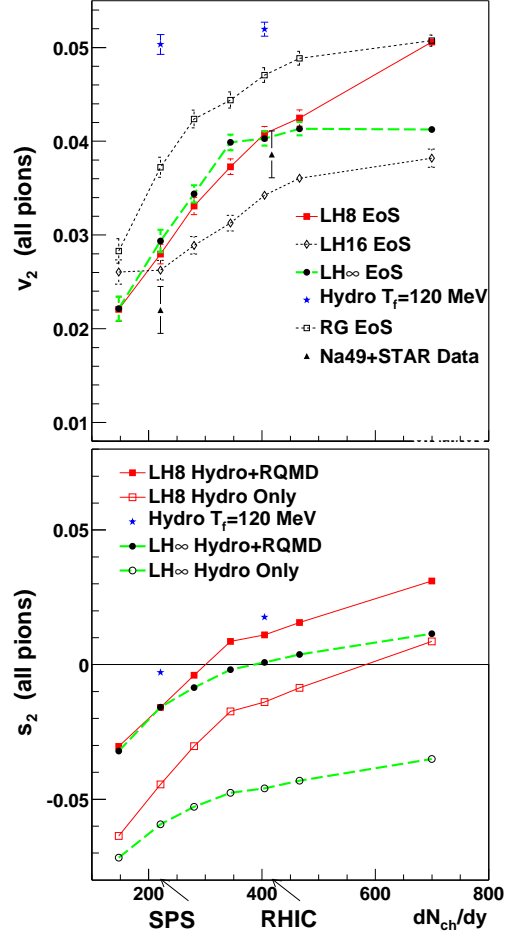 0.05
0.04
0.03
0.02
0.01
v2 (all pions)
LH8 EoS
LH16 EoS
LH∞ EoS
Hydro Tf=120 MeV
RG EoS
Na49+STAR Data
LH8 Hydro+RQMD
LH8 Hydro Only
Hydro Tf=120 MeV
LH∞ Hydro+RQMD
LH∞ Hydro Only
0.05
0
-0.05
s2 (all pions)
200 400 600 800
SPS RHIC dNch/dy